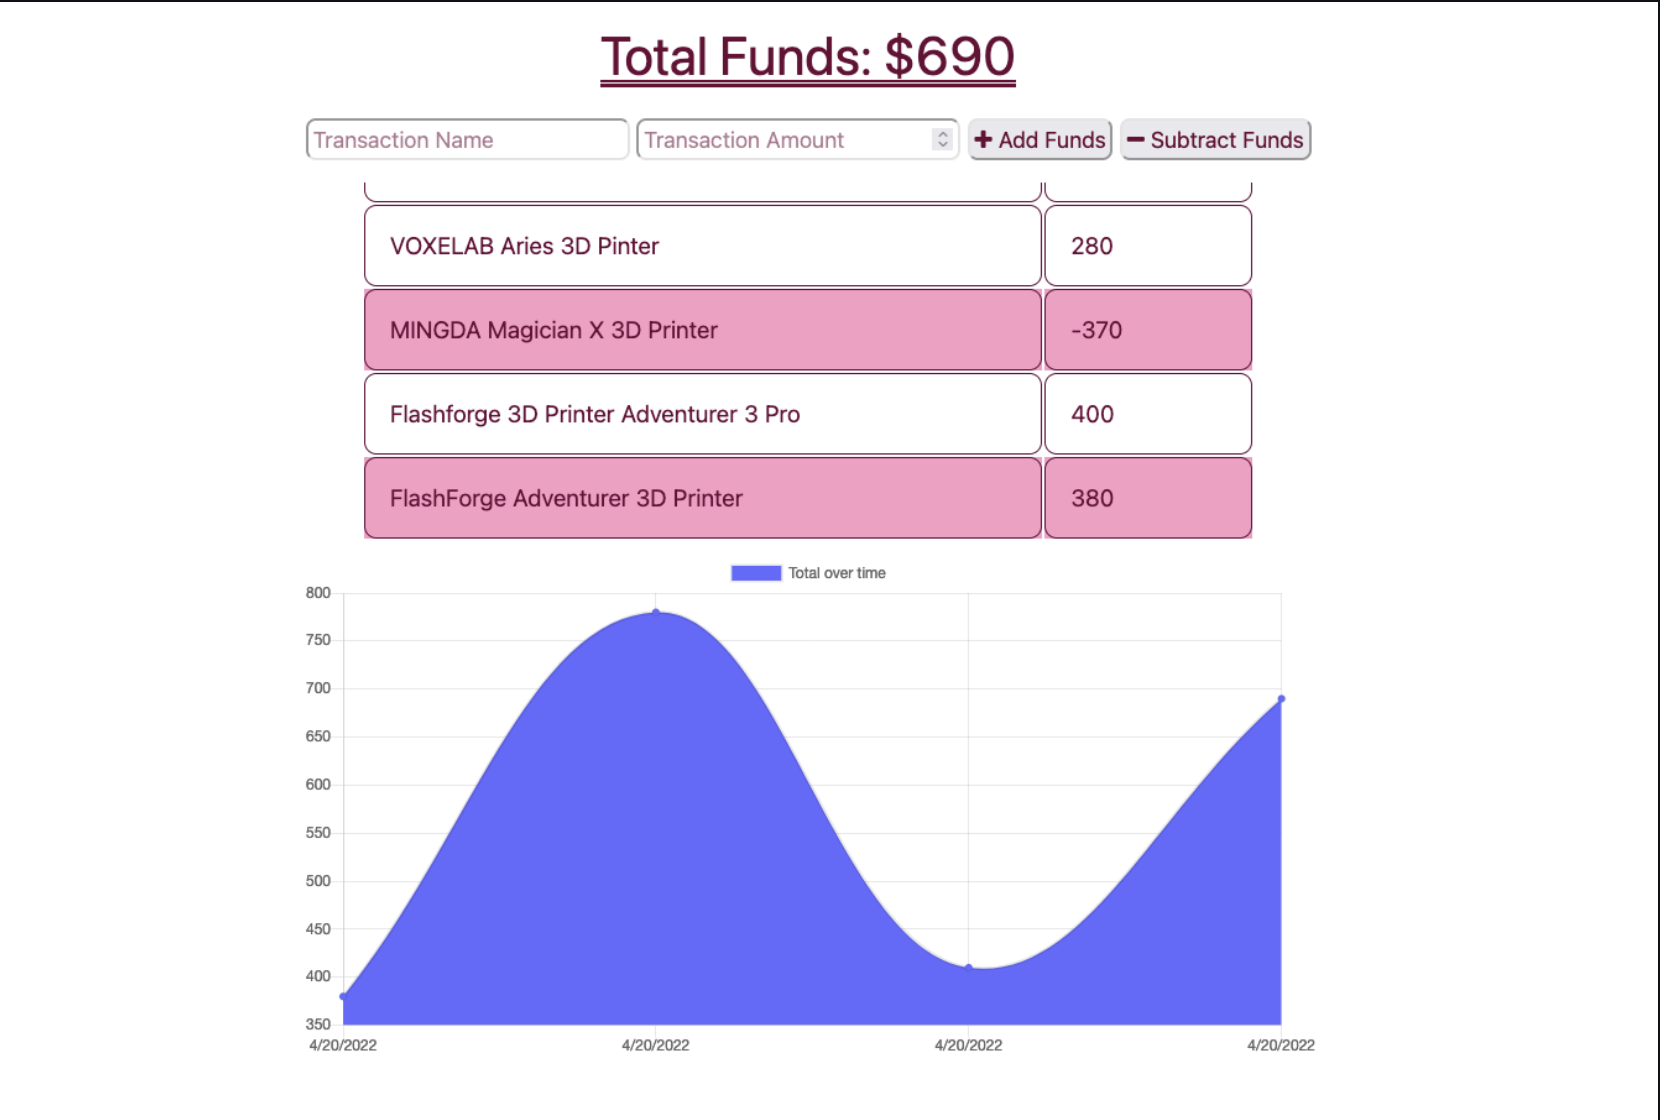 Total Funds: $690
Transaction Name Transaction Amount + Add Funds − Subtract Funds
VOXELAB Aries 3D Pinter 280
MINGDA Magician X 3D Printer -370
Flashforge 3D Printer Adventurer 3 Pro 400
FlashForge Adventurer 3D Printer 380
Total over time
800
750
700
650
600
550
500
450
400
350
4/20/2022 4/20/2022 4/20/2022 4/20/2022